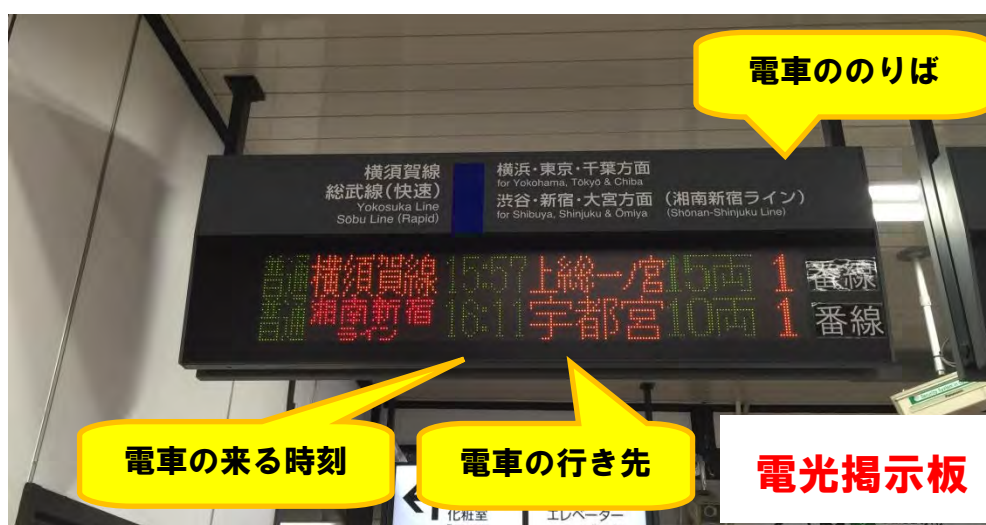 電車ののりば
横須賀線
総武線(快速)
Yokosuka Line
Sōbu Line (Rapid)
横浜・東京・千葉方面
for Yokohama, Tōkyō & Chiba
渋谷・新宿・大宮方面 (湘南新宿ライン)
for Shibuya, Shinjuku & Ōmiya (Shōnan-Shinjuku Line)
普通 横須賀線 15:57 上総一ノ宮 15両 1 番線
普通 湘南新宿ライン 16:11 宇都宮 10両 1 番線
電車の来る時刻
電車の行き先
電光掲示板
化粧室
エレベーター